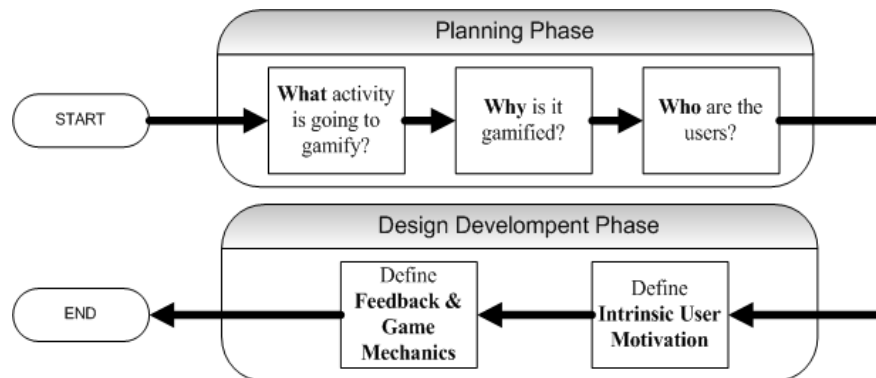 Planning Phase
START
What activity
is going to
gamify?
Why is it
gamified?
Who are the
users?
Design Develompent Phase
Define
Intrinsic User
Motivation
Define
Feedback &
Game
Mechanics
END